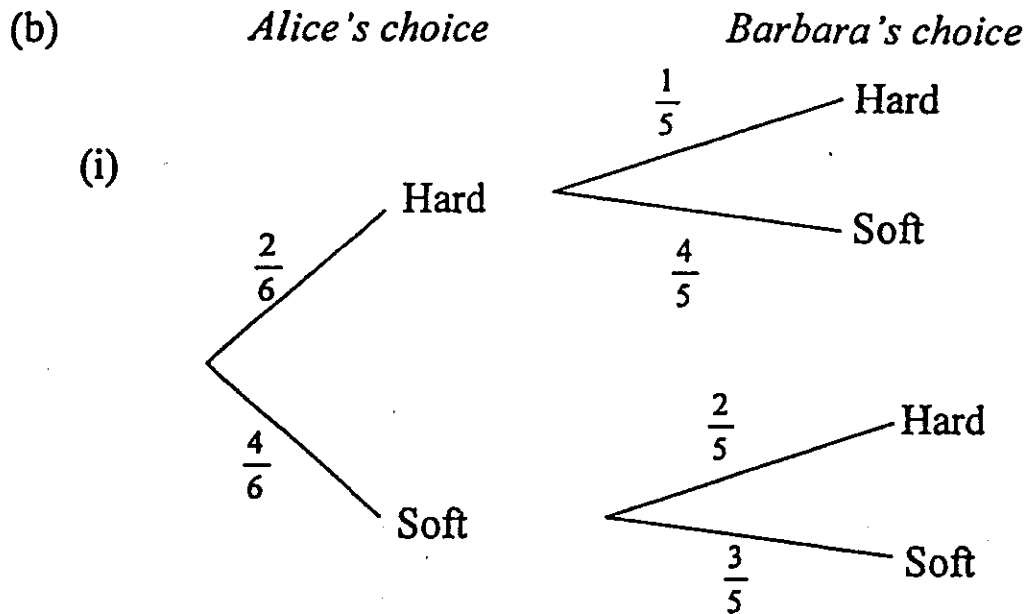 (b) Alice's choice Barbara's choice
(i)
2/6 Hard
1/5 Hard
4/5 Soft
4/6 Soft
2/5 Hard
3/5 Soft